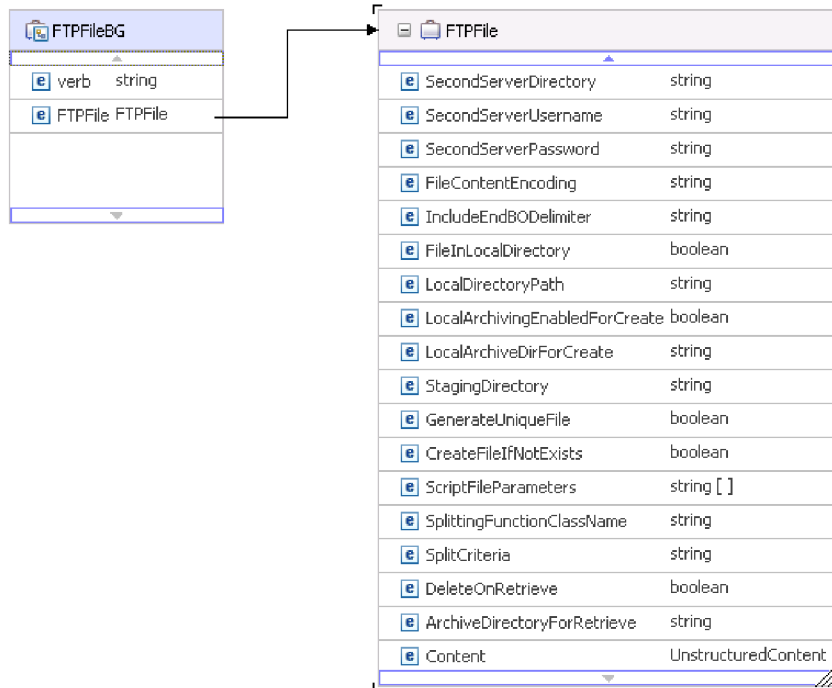 FTPFileBG
verb string
FTPFile FTPFile
FTPFile
SecondServerDirectory string
SecondServerUsername string
SecondServerPassword string
FileContentEncoding string
IncludeEndBODelimiter string
FileInLocalDirectory boolean
LocalDirectoryPath string
LocalArchivingEnabledForCreate boolean
LocalArchiveDirForCreate string
StagingDirectory string
GenerateUniqueFile boolean
CreateFileIfNotExists boolean
ScriptFileParameters string [ ]
SplittingFunctionClassName string
SplitCriteria string
DeleteOnRetrieve boolean
ArchiveDirectoryForRetrieve string
Content UnstructuredContent